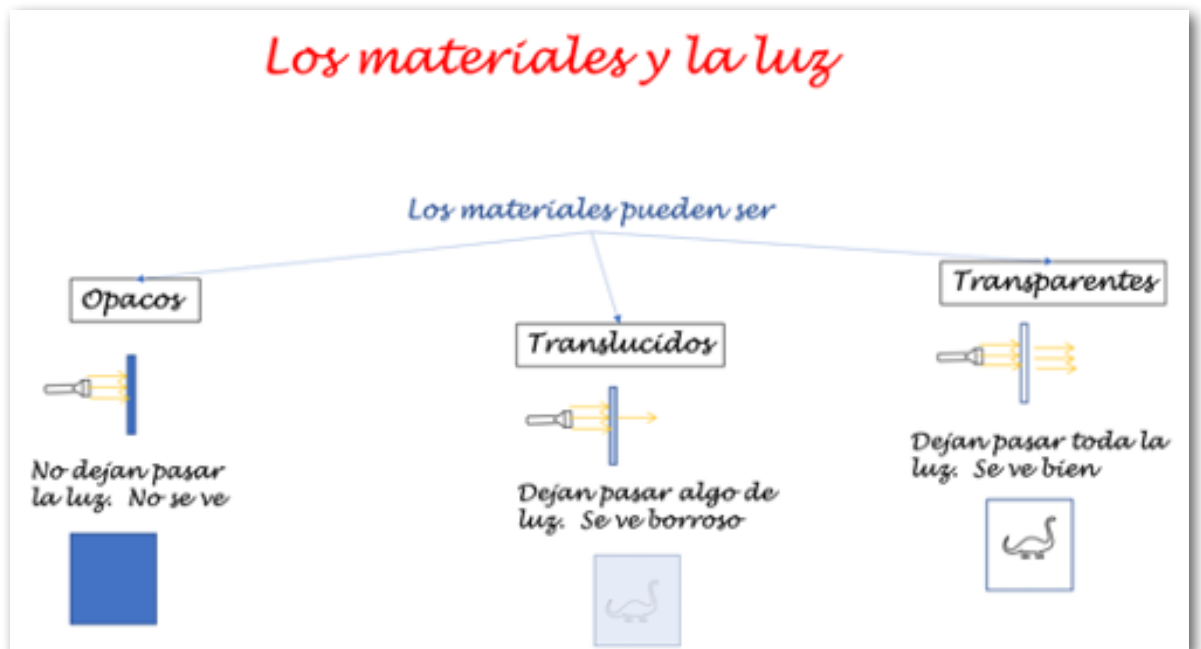 Los materiales y la luz
Los materiales pueden ser
Opacos
No dejan pasar
la luz. No se ve
Translucidos
Dejan pasar algo de
luz. Se ve borroso
Transparentes
Dejan pasar toda la
luz. Se ve bien